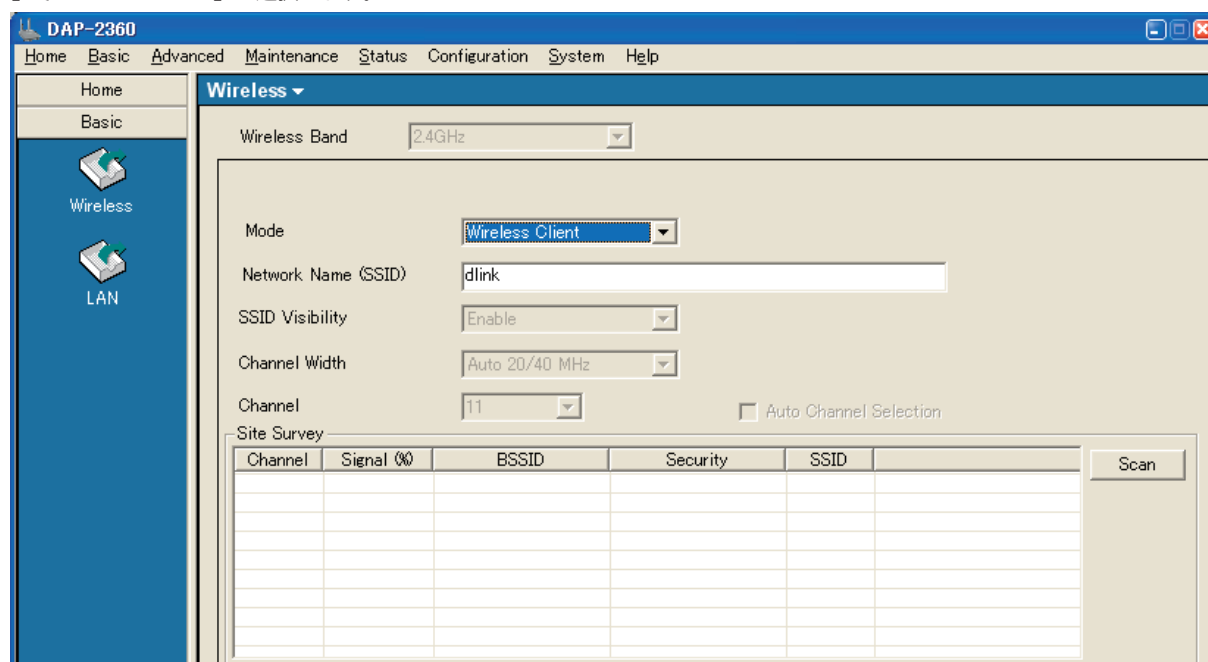 DAP-2360
Home Basic Advanced Maintenance Status Configuration System Help
Home
Basic
Wireless
LAN
Wireless
Wireless Band 2.4GHz
Mode Wireless Client
Network Name (SSID) dlink
SSID Visibility Enable
Channel Width Auto 20/40 MHz
Channel 11 Auto Channel Selection
Site Survey
Channel Signal (%) BSSID Security SSID
Scan